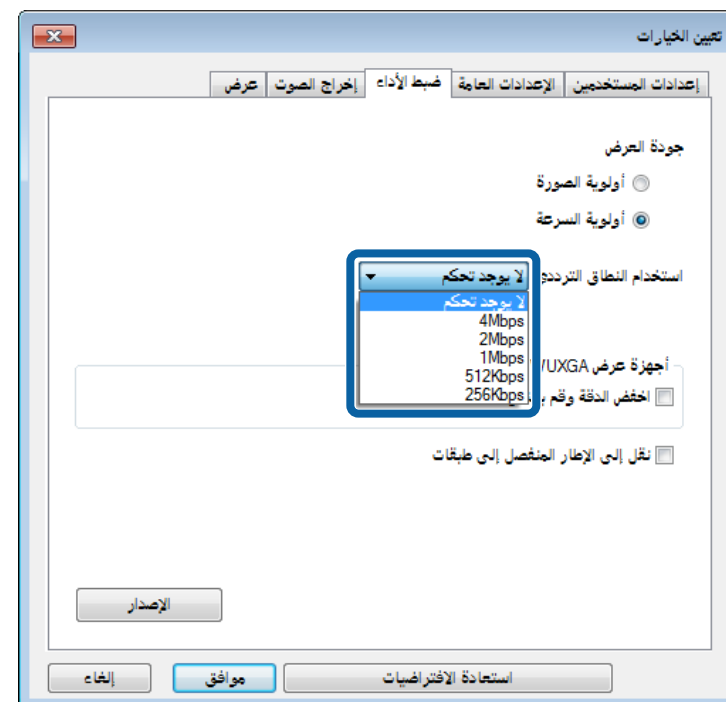 تعيين الخيارات
إعدادات المستخدمين الإعدادات العامة ضبط الأداء إخراج الصوت عرض
جودة العرض
أولوية الصورة
أولوية السرعة
استخدام النطاق الترددي لا يوجد تحكم
لا يوجد تحكم
4Mbps
2Mbps
1Mbps
512Kbps
256Kbps
أجهزة عرض WUXGA/
اخفض الدقة وقم
نقل إلى الإطار المنفصل إلى طبقات
الإصدار
استعادة الافتراضيات موافق إلغاء